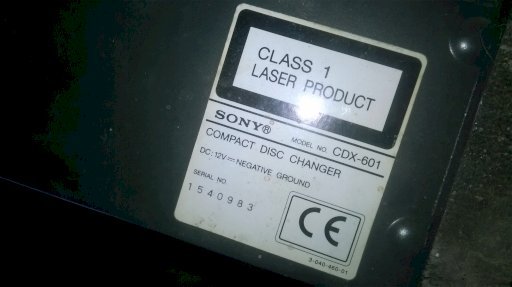 CLASS 1
LASER PRODUCT
SONY® MODEL NO. CDX-601
COMPACT DISC CHANGER
DC: 12V⎓ NEGATIVE GROUND
SERIAL NO.
1540983
CE
3-040-460-01